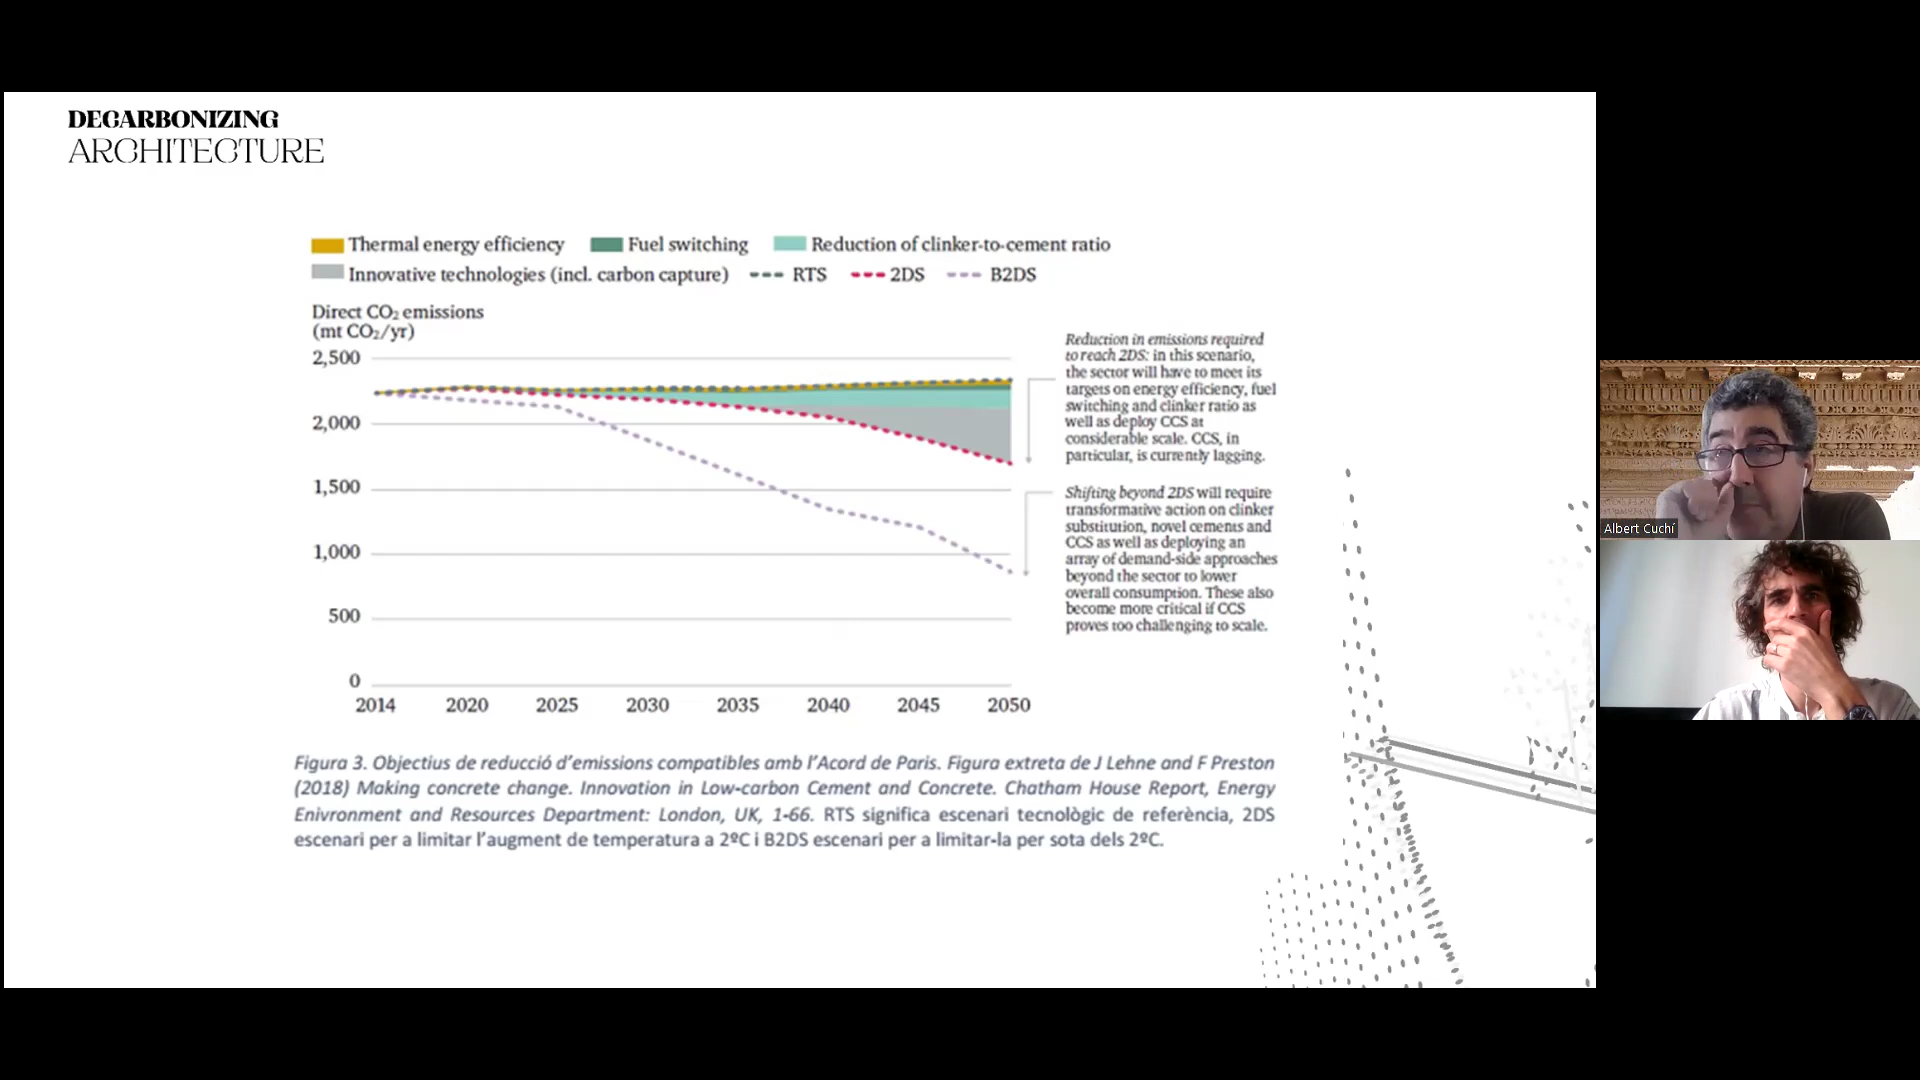 DECARBONIZING
ARCHITECTURE
Thermal energy efficiency Fuel switching Reduction of clinker-to-cement ratio
Innovative technologies (incl. carbon capture) RTS 2DS B2DS
Direct CO₂ emissions
(mt CO₂/yr)
2,500
2,000
1,500
1,000
500
0
2014 2020 2025 2030 2035 2040 2045 2050
Reduction in emissions required
to reach 2DS: in this scenario,
the sector will have to meet its
targets on energy efficiency, fuel
switching and clinker ratio as
well as deploy CCS at
considerable scale. CCS, in
particular, is currently lagging.
Shifting beyond 2DS will require
transformative action on clinker
substitution, novel cements and
CCS as well as deploying an
array of demand-side approaches
beyond the sector to lower
overall consumption. These also
become more critical if CCS
proves too challenging to scale.
Figura 3. Objectius de reducció d'emissions compatibles amb l'Acord de Paris. Figura extreta de J Lehne and F Preston
(2018) Making concrete change. Innovation in Low-carbon Cement and Concrete. Chatham House Report, Energy
Enivronment and Resources Department: London, UK, 1-66. RTS significa escenari tecnològic de referència, 2DS
escenari per a limitar l'augment de temperatura a 2ºC i B2DS escenari per a limitar-la per sota dels 2ºC.
Albert Cuchí